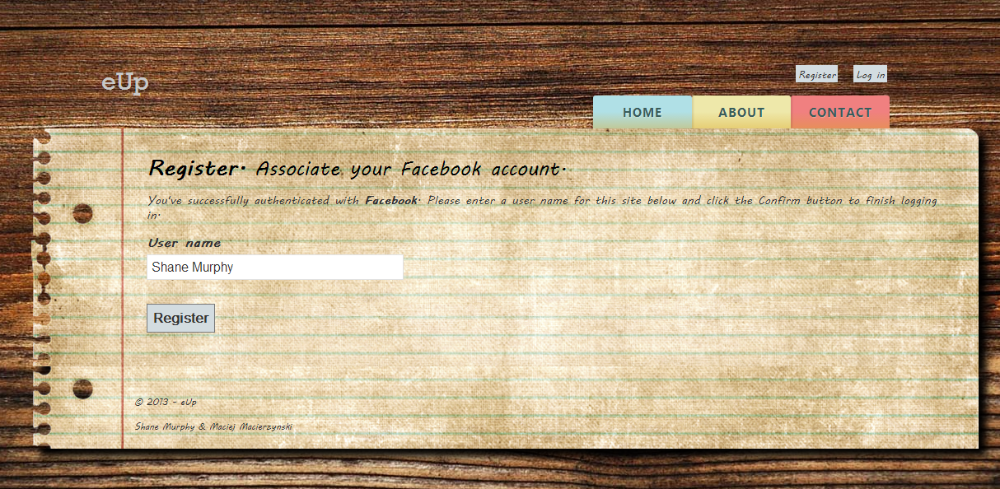 eUp
Register Log in
HOME ABOUT CONTACT
Register. Associate your Facebook account.
You've successfully authenticated with Facebook. Please enter a user name for this site below and click the Confirm button to finish logging
in.
User name
Shane Murphy
Register
© 2013 - eUp
Shane Murphy & Maciej Macierzynski